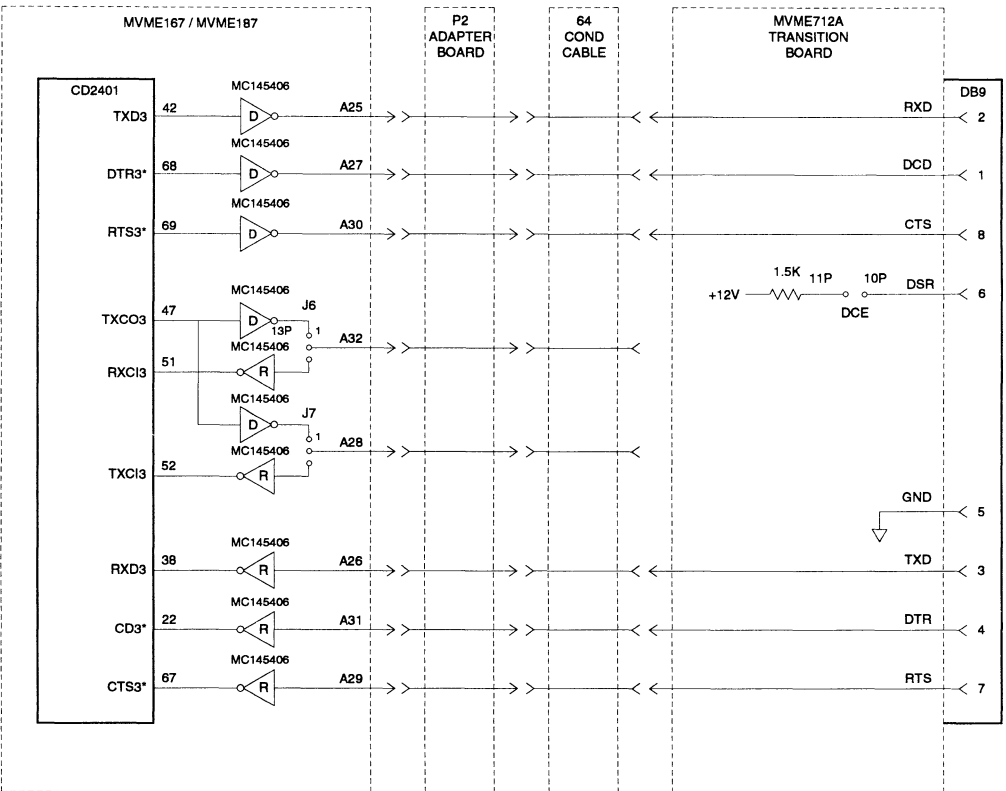 MVME167 / MVME187
P2
ADAPTER
BOARD
64
COND
CABLE
MVME712A
TRANSITION
BOARD
CD2401
MC145406
DB9
TXD3
42
D
A25
RXD
2
MC145406
DTR3*
68
D
A27
DCD
1
MC145406
RTS3*
69
D
A30
CTS
8
1.5K
11P
10P
+12V
DSR
6
DCE
MC145406
J6
TXCO3
47
D
13P
1
MC145406
A32
RXCI3
51
R
MC145406
J7
D
1
MC145406
A28
TXCI3
52
R
GND
5
MC145406
RXD3
38
R
A26
TXD
3
MC145406
CD3*
22
R
A31
DTR
4
MC145406
CTS3*
67
R
A29
RTS
7